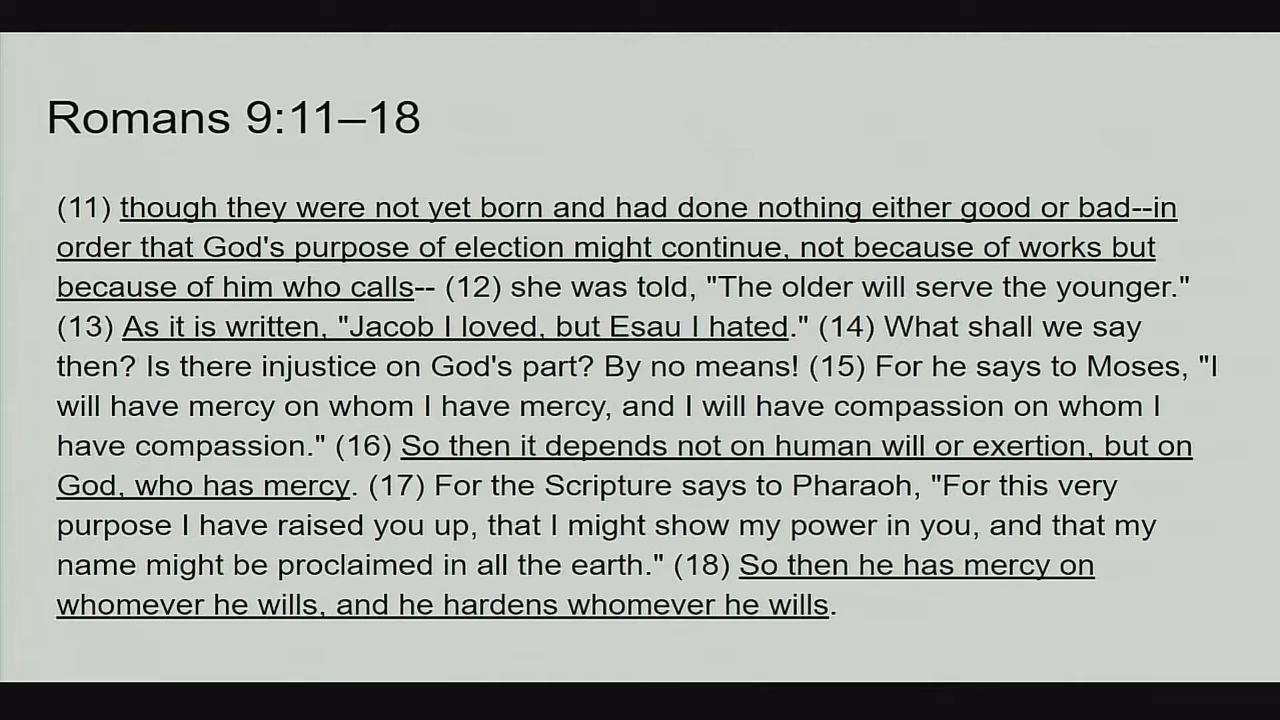 Romans 9:11–18
(11) though they were not yet born and had done nothing either good or bad--in
order that God's purpose of election might continue, not because of works but
because of him who calls-- (12) she was told, "The older will serve the younger."
(13) As it is written, "Jacob I loved, but Esau I hated." (14) What shall we say
then? Is there injustice on God's part? By no means! (15) For he says to Moses, "I
will have mercy on whom I have mercy, and I will have compassion on whom I
have compassion." (16) So then it depends not on human will or exertion, but on
God, who has mercy. (17) For the Scripture says to Pharaoh, "For this very
purpose I have raised you up, that I might show my power in you, and that my
name might be proclaimed in all the earth." (18) So then he has mercy on
whomever he wills, and he hardens whomever he wills.